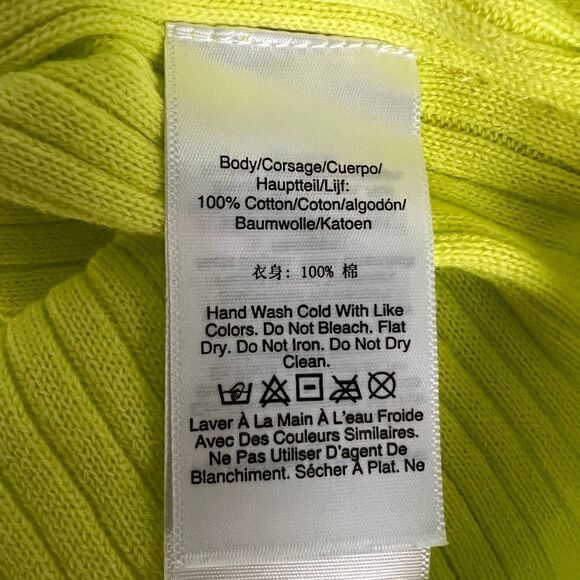 Body/Corsage/Cuerpo/
Hauptteil/Lijf:
100% Cotton/Coton/algodón/
Baumwolle/Katoen
衣身: 100% 棉
Hand Wash Cold With Like
Colors. Do Not Bleach. Flat
Dry. Do Not Iron. Do Not Dry
Clean.
Laver À La Main À L'eau Froide
Avec Des Couleurs Similaires.
Ne Pas Utiliser D'agent De
Blanchiment. Sécher À Plat. Ne